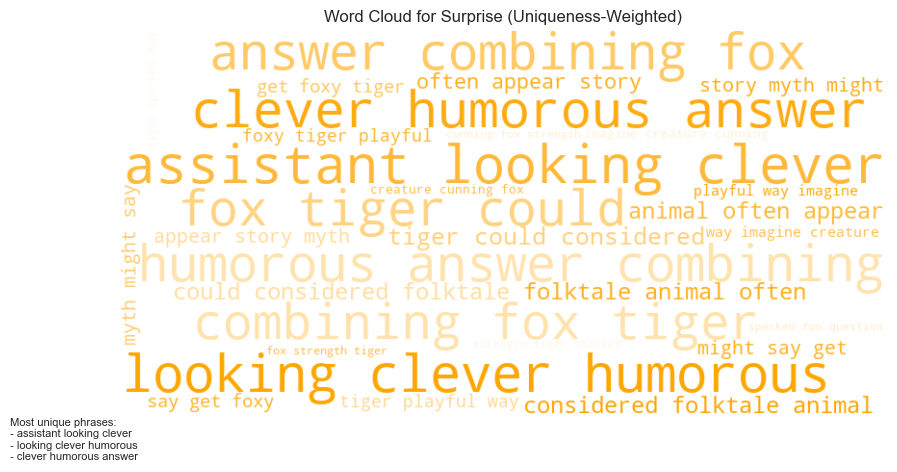 Word Cloud for Surprise (Uniqueness-Weighted)
answer combining fox
get foxy tiger
often appear story
story myth might
clever humorous answer
foxy tiger playful
cunning fox strength
imagine creature cunning
assistant looking clever
creature cunning fox
playful way imagine
fox tiger could
animal often appear
appear story myth
tiger could considered
way imagine creature
myth might say
humorous answer combining
could considered folktale
folktale animal often
combining fox tiger
sparked fun question
strength tiger sparked
fox strength tiger
might say get
looking clever humorous
say get foxy
tiger playful way
considered folktale animal
Most unique phrases:
- assistant looking clever
- looking clever humorous
- clever humorous answer